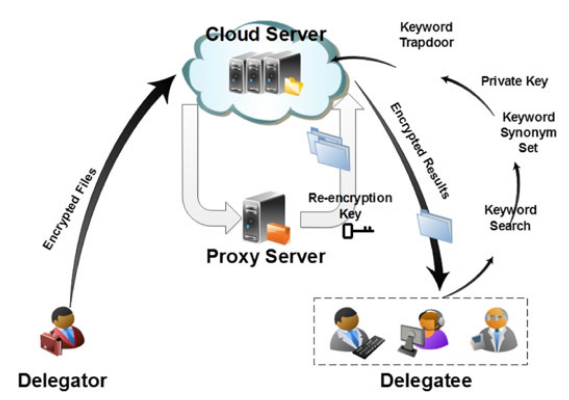 Cloud Server
Keyword
Trapdoor
Private Key
Keyword
Synonym
Set
Encrypted Files
Encrypted Results
Re-encryption
Key
Keyword
Search
Proxy Server
Delegator
Delegatee